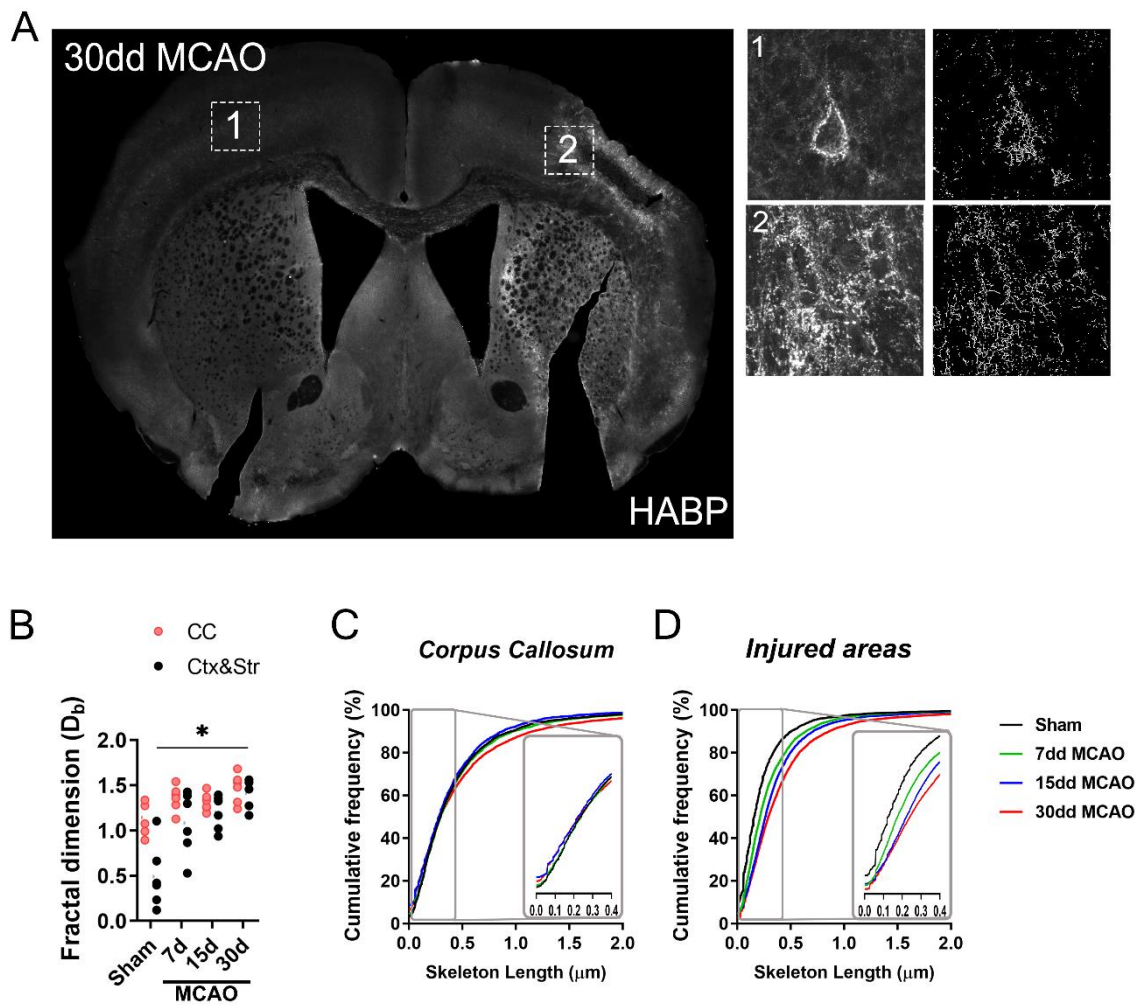 A
30dd MCAO
1
2
HABP
1
2
B
CC
Ctx&Str
Fractal dimension (Db)
2.0
1.5
1.0
0.5
0.0
*
Sham
7d
15d
30d
MCAO
C
Corpus Callosum
Cumulative frequency (%)
100
80
60
40
20
0
0.0 0.5 1.0 1.5 2.0
0.0 0.1 0.2 0.3 0.4
Skeleton Length (μm)
D
Injured areas
Cumulative frequency (%)
100
80
60
40
20
0
0.0 0.5 1.0 1.5 2.0
0.0 0.1 0.2 0.3 0.4
Skeleton Length (μm)
Sham
7dd MCAO
15dd MCAO
30dd MCAO